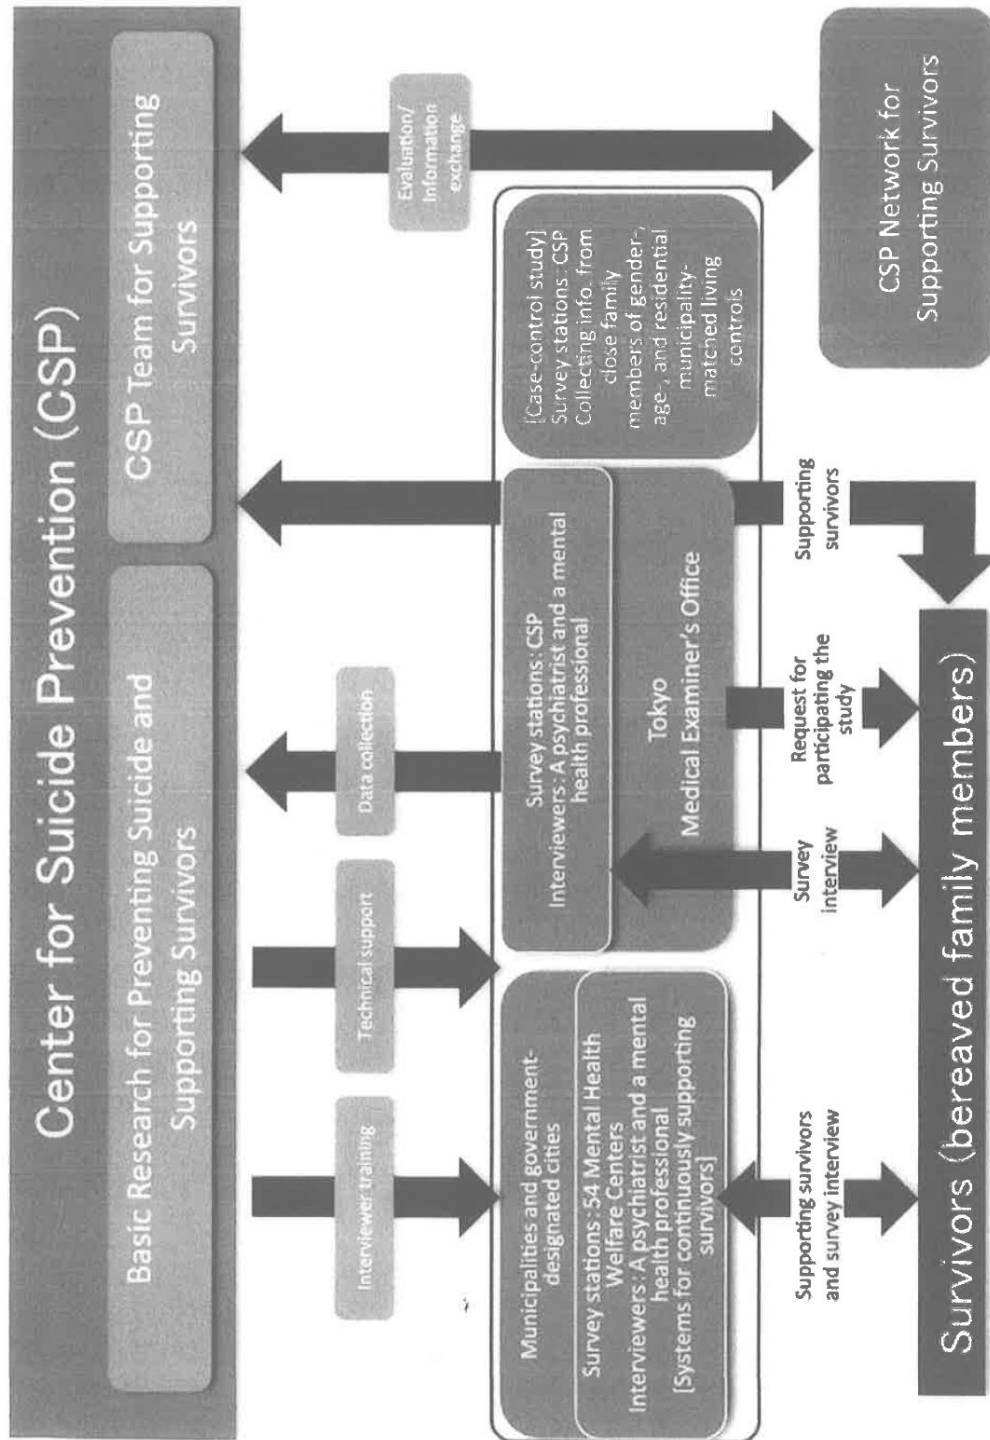 Center for Suicide Prevention (CSP)
Basic Research for Preventing Suicide and
Supporting Survivors
CSP Team for Supporting
Survivors
Interviewer training
Technical support
Data collection
Evaluation/
Information
exchange
Municipalities and government-
designated cities
Survey stations: 54 Mental Health
Welfare Centers
Interviewers: A psychiatrist and a mental
health professional
[Systems for continuously supporting
survivors]
Survey stations: CSP
Interviewers: A psychiatrist and a mental
health professional
Tokyo
Medical Examiner's Office
[Case-control study]
Survey stations: CSP
Collecting info. from
close family
members of gender-,
age-, and residential
municipality-
matched living
controls
Supporting survivors
and survey interview
Survey
interview
Request for
participating the
study
Supporting
survivors
Survivors (bereaved family members)
CSP Network for
Supporting Survivors